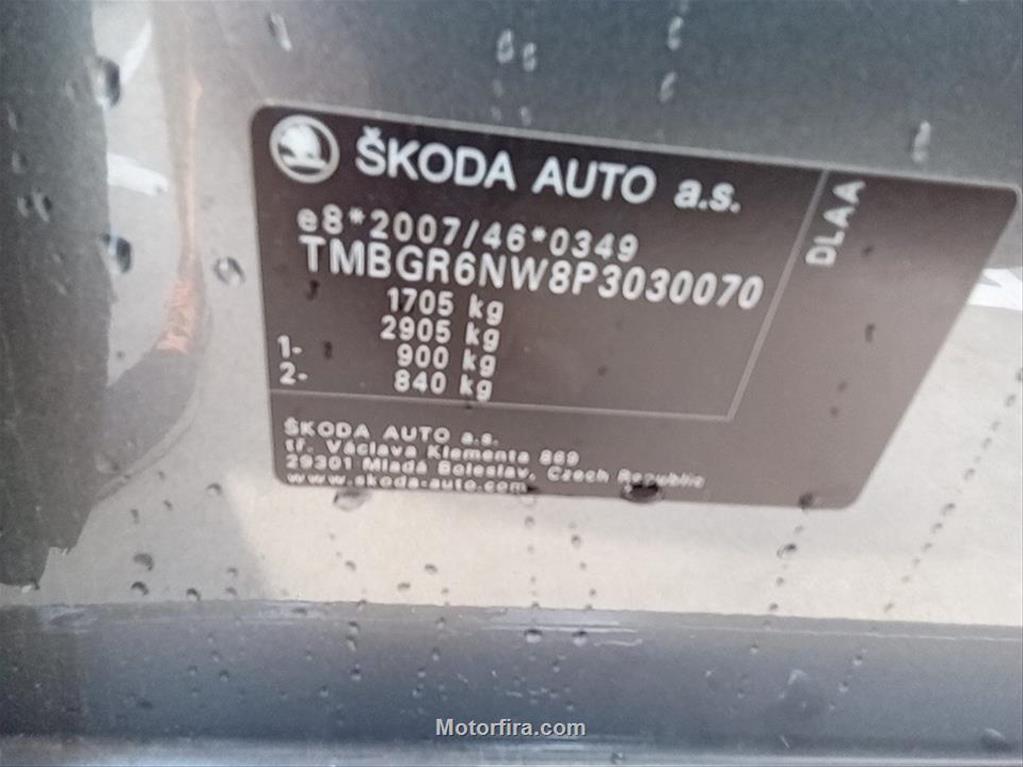 ŠKODA AUTO a.s.
e8*2007/46*0349
TMBGR6NW8P3030070
1705 kg
2905 kg
1- 900 kg
2- 840 kg
DLAA
ŠKODA AUTO a.s.
tř. Václava Klementa 869
29301 Mladá Boleslav, Czech Republic
www.skoda-auto.com
Motorfira.com